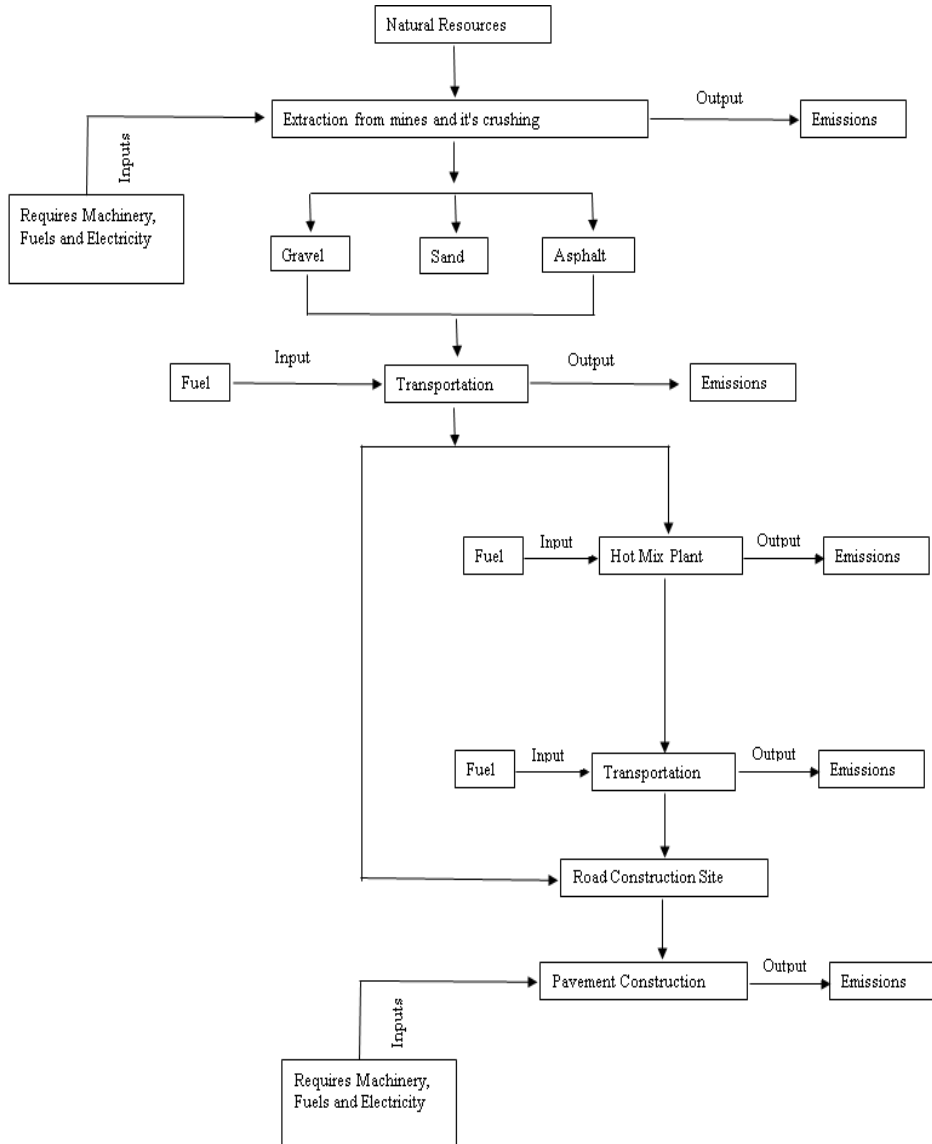 Natural Resources
Output
Extraction from mines and it's crushing
Emissions
Inputs
Requires Machinery,
Fuels and Electricity
Gravel
Sand
Asphalt
Input
Output
Fuel
Transportation
Emissions
Input
Output
Fuel
Hot Mix Plant
Emissions
Input
Output
Fuel
Transportation
Emissions
Road Construction Site
Output
Pavement Construction
Emissions
Inputs
Requires Machinery,
Fuels and Electricity